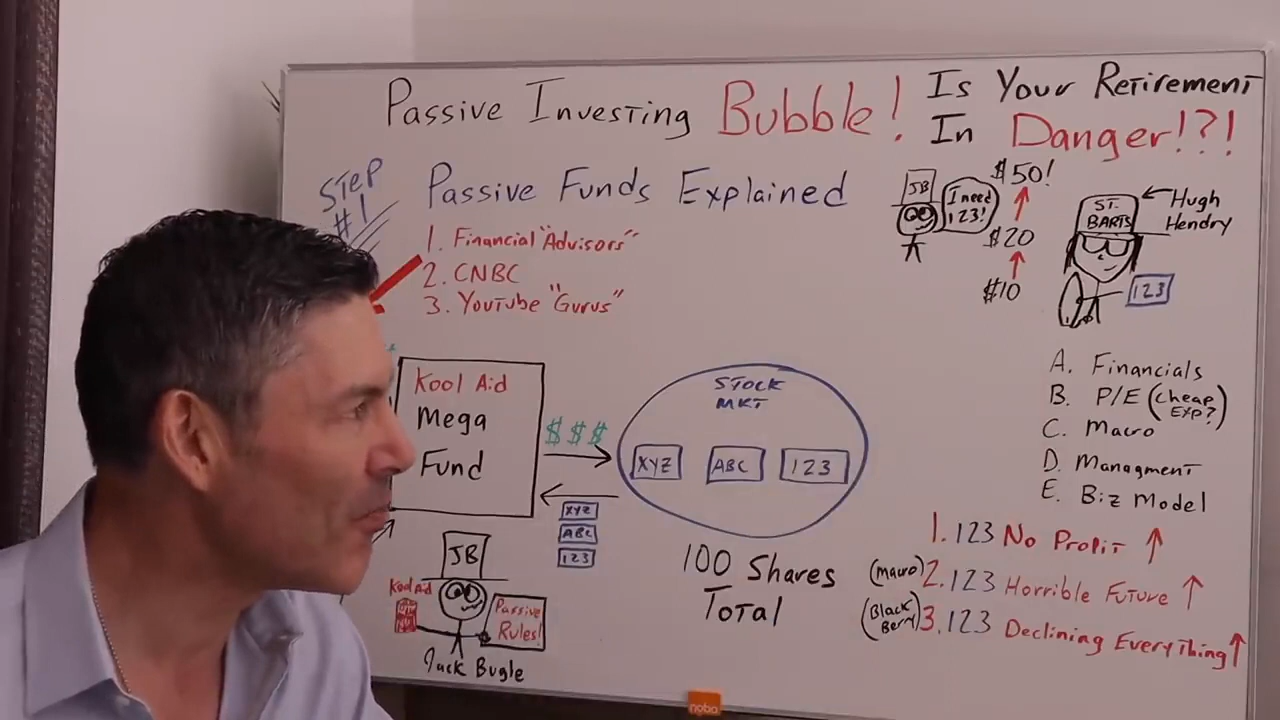 Passive Investing Bubble!
Is Your Retirement
In Danger!?!
STEP
#1
Passive Funds Explained
1. Financial "Advisors"
2. CNBC
3. YouTube "Gurus"
JB
I need
123!
$50!
$20
$10
ST.
BARTS
Hugh
Hendry
123
Kool Aid
Mega
Fund
$$$
STOCK
MKT
XYZ
ABC
123
XYZ
ABC
123
100 Shares
Total
A. Financials
B. P/E (Cheap
Exp?)
C. Macro
D. Managment
E. Biz Model
1. 123 No Profit
(Macro) 2. 123 Horrible Future
(Black
Berry) 3. 123 Declining Everything
JB
Kool Aid
Passive
Rules!
Jack Bugle
nobo